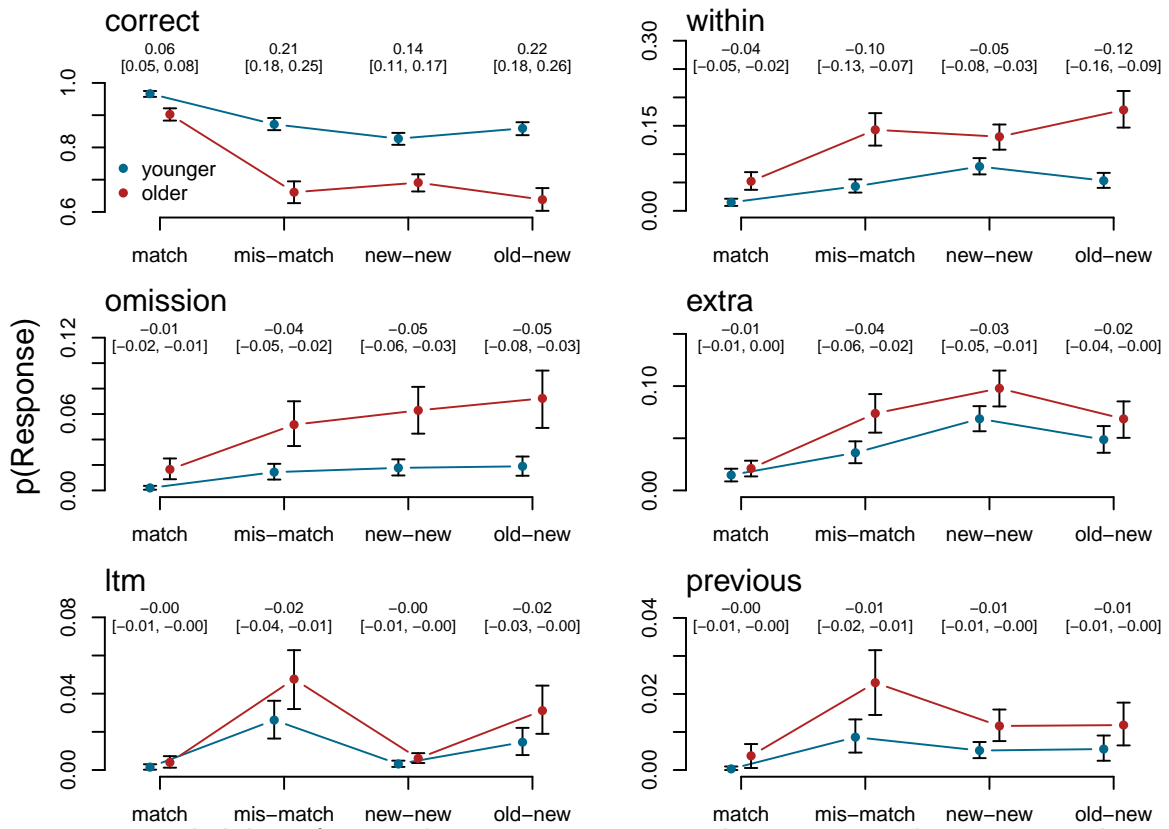 correct
0.06 0.21 0.14 0.22
[0.05, 0.08] [0.18, 0.25] [0.11, 0.17] [0.18, 0.26]
1.0
0.8
0.6
younger
older
match mis−match new−new old−new
within
−0.04 −0.10 −0.05 −0.12
[−0.05, −0.02] [−0.13, −0.07] [−0.08, −0.03] [−0.16, −0.09]
0.30
0.15
0.00
match mis−match new−new old−new
p(Response)
omission
−0.01 −0.04 −0.05 −0.05
[−0.02, −0.01] [−0.05, −0.02] [−0.06, −0.03] [−0.08, −0.03]
0.12
0.06
0.00
match mis−match new−new old−new
extra
−0.01 −0.04 −0.03 −0.02
[−0.01, 0.00] [−0.06, −0.02] [−0.05, −0.01] [−0.04, −0.00]
0.10
0.00
match mis−match new−new old−new
ltm
−0.00 −0.02 −0.00 −0.02
[−0.01, −0.00] [−0.04, −0.01] [−0.01, −0.00] [−0.03, −0.00]
0.08
0.04
0.00
match mis−match new−new old−new
previous
−0.00 −0.01 −0.01 −0.01
[−0.01, −0.00] [−0.02, −0.01] [−0.01, −0.00] [−0.01, −0.00]
0.04
0.02
0.00
match mis−match new−new old−new